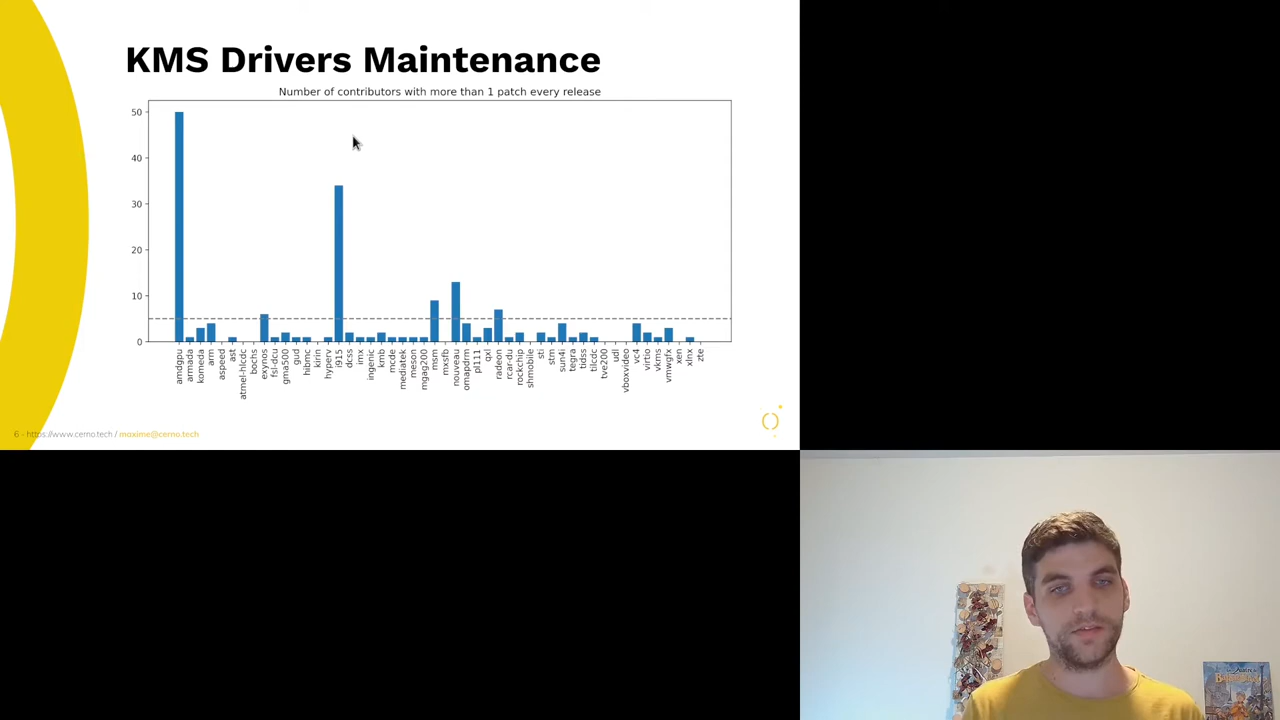 KMS Drivers Maintenance
Number of contributors with more than 1 patch every release
50
40
30
20
10
0
amdgpu
armada
komeda
arm
aspeed
ast
atmel-hlcdc
bochs
exynos
fsl-dcu
gma500
gud
hibmc
kirin
hyperv
i915
dcss
imx
ingenic
kmb
mcde
mediatek
meson
mgag200
msm
mxsfb
nouveau
omapdrm
pl111
qxl
radeon
rcar-du
rockchip
shmobile
sti
stm
sun4i
tegra
tidss
tilcdc
tve200
udl
vboxvideo
vc4
virtio
vkms
vmwgfx
xen
xlnx
zte
6 - https://www.cerno.tech / maxime@cerno.tech